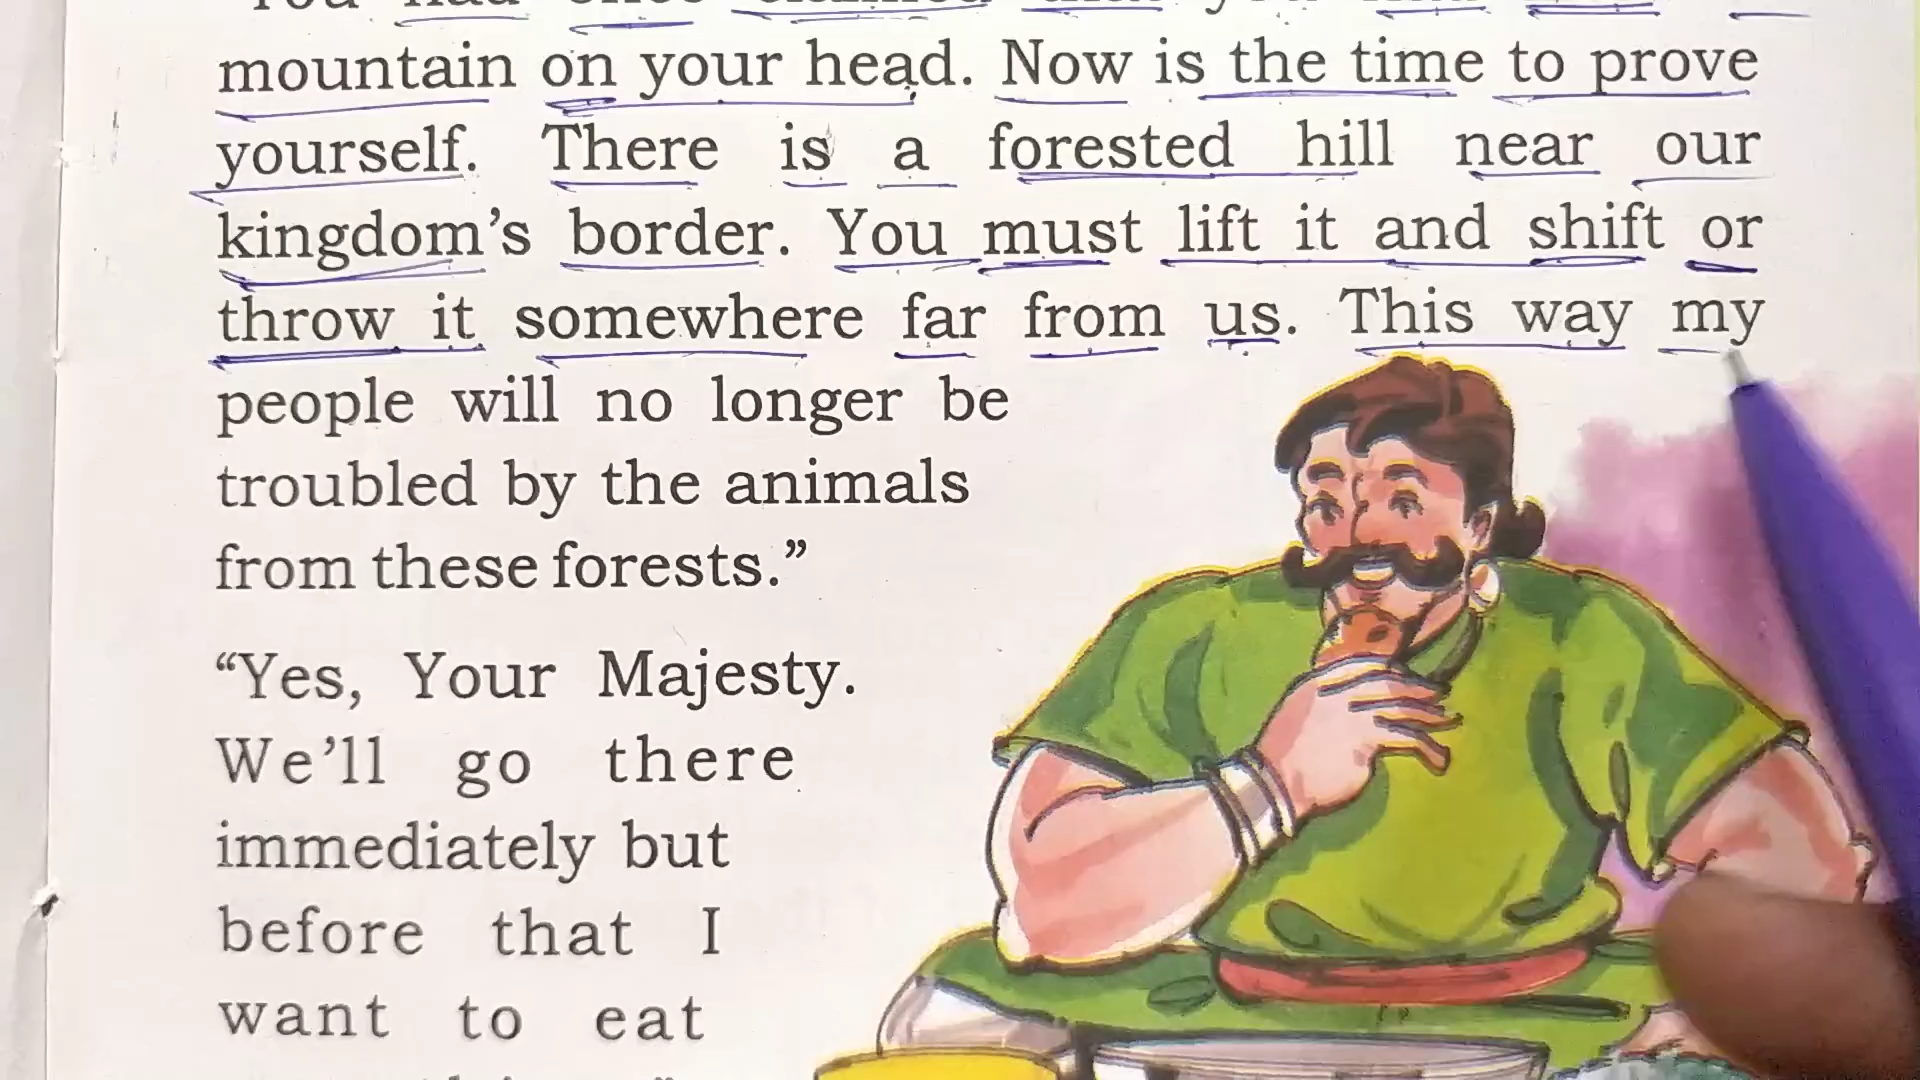 mountain on your head. Now is the time to prove
yourself. There is a forested hill near our
kingdom's border. You must lift it and shift or
throw it somewhere far from us. This way my
people will no longer be
troubled by the animals
from these forests.”
“Yes, Your Majesty.
We'll go there
immediately but
before that I
want to eat